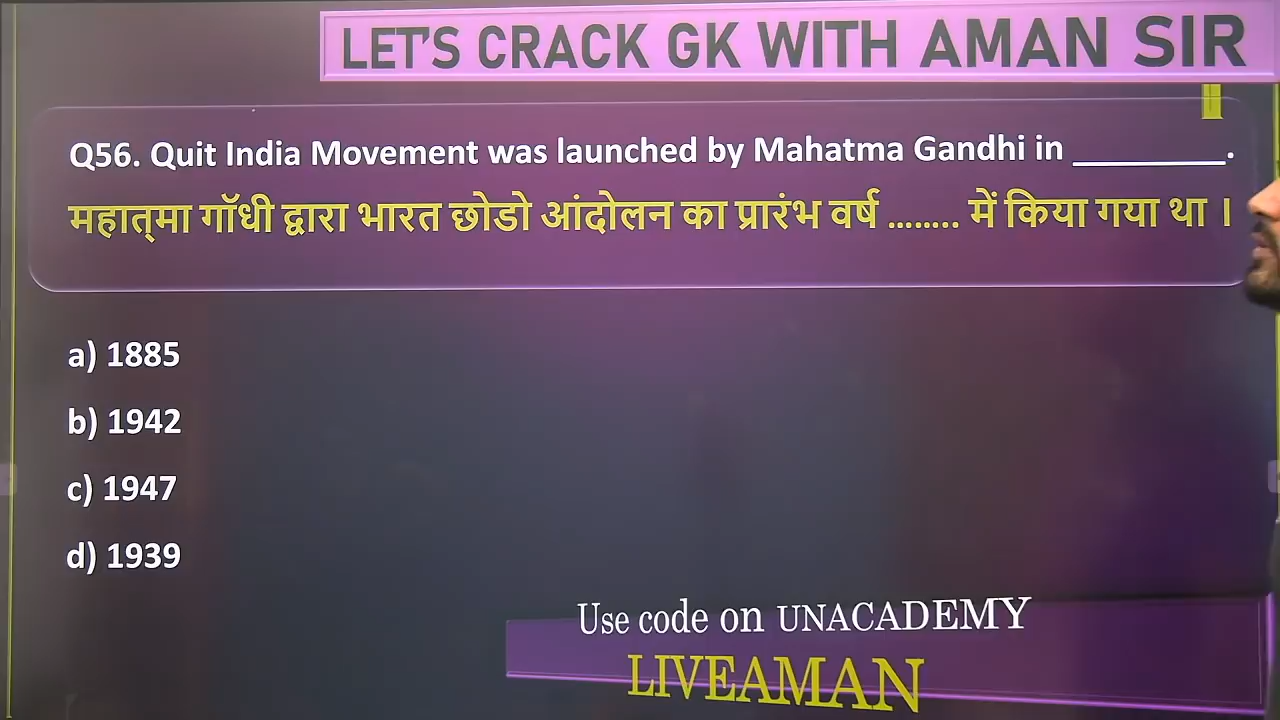 LET'S CRACK GK WITH AMAN SIR
Q56. Quit India Movement was launched by Mahatma Gandhi in _________.
महात्‌मा गॉधी द्वारा भारत छोडो आंदोलन का प्रारंभ वर्ष ........ में किया गया था ।
a) 1885
b) 1942
c) 1947
d) 1939
Use code on UNACADEMY
LIVEAMAN